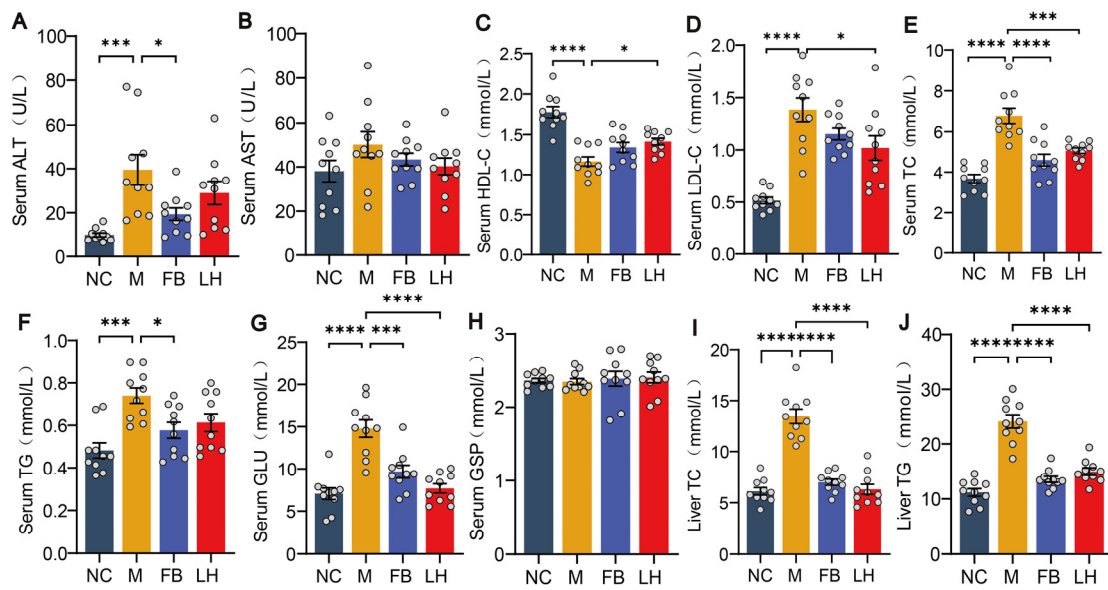 A
Serum ALT（U/L）
100
80
60
40
20
0
*** *
NC M FB LH
B
Serum AST（U/L）
100
80
60
40
20
0
NC M FB LH
C
Serum HDL-C（mmol/L）
2.5
2.0
1.5
1.0
0.5
0.0
**** *
NC M FB LH
D
Serum LDL-C（mmol/L）
2.0
1.5
1.0
0.5
0.0
**** *
NC M FB LH
E
Serum TC（mmol/L）
10
8
6
4
2
0
***
**** ****
NC M FB LH
F
Serum TG（mmol/L）
1.0
0.8
0.6
0.4
0.2
0.0
*** *
NC M FB LH
G
Serum GLU（mmol/L）
25
20
15
10
5
0
****
**** ***
NC M FB LH
H
Serum GSP（mmol/L）
3
2
1
0
NC M FB LH
I
Liver TC（mmol/L）
20
15
10
5
0
****
********
NC M FB LH
J
Liver TG（mmol/L）
40
30
20
10
0
****
********
NC M FB LH